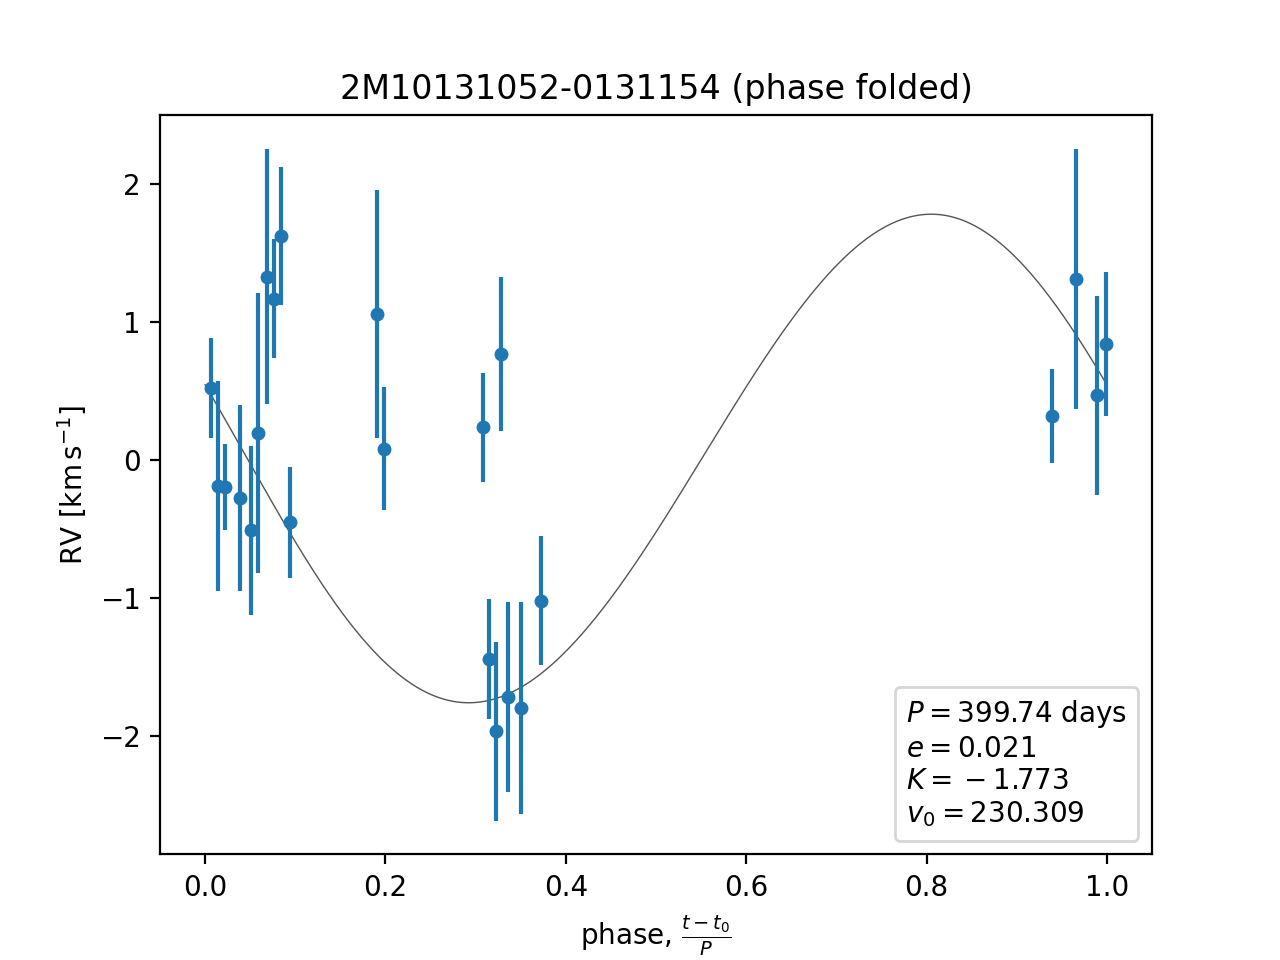 2M10131052-0131154 (phase folded)
RV [km s⁻¹]
2
1
0
−1
−2
P = 399.74 days
e = 0.021
K = − 1.773
v₀ = 230.309
0.0 0.2 0.4 0.6 0.8 1.0
phase, (t − t₀)/P